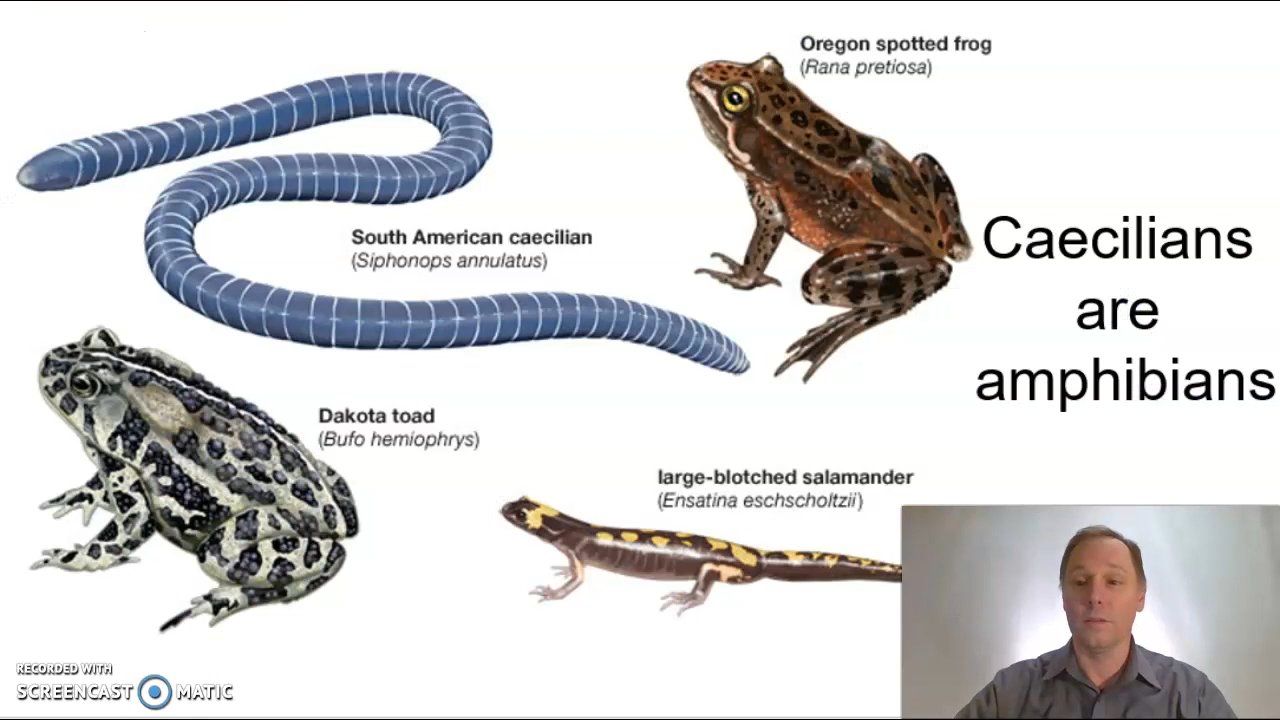 Oregon spotted frog
(Rana pretiosa)
South American caecilian
(Siphonops annulatus)
Caecilians
are
amphibians
Dakota toad
(Bufo hemiophrys)
large-blotched salamander
(Ensatina eschscholtzii)
RECORDED WITH
SCREENCAST MATIC